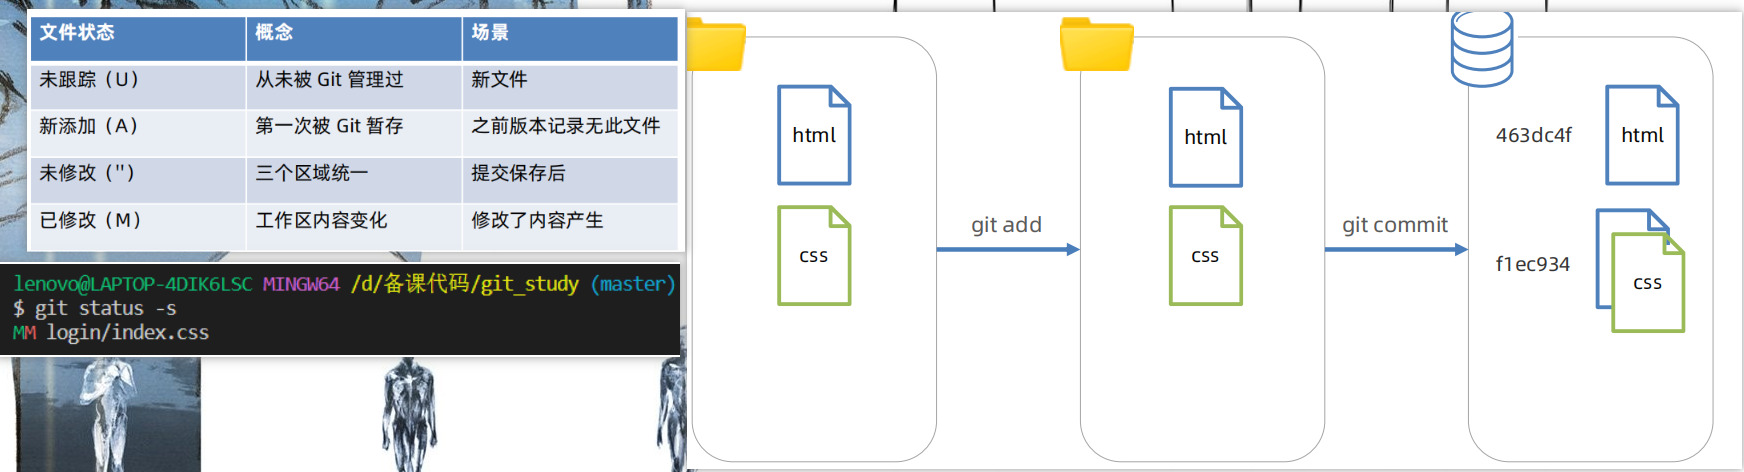 文件状态 概念 场景
未跟踪（U） 从未被 Git 管理过 新文件
新添加（A） 第一次被 Git 暂存 之前版本记录无此文件
未修改（''） 三个区域统一 提交保存后
已修改（M） 工作区内容变化 修改了内容产生
lenovo@LAPTOP-4DIK6LSC MINGW64 /d/备课代码/git_study (master)
$ git status -s
MM login/index.css
html
css
git add
html
css
git commit
463dc4f html
f1ec934 css